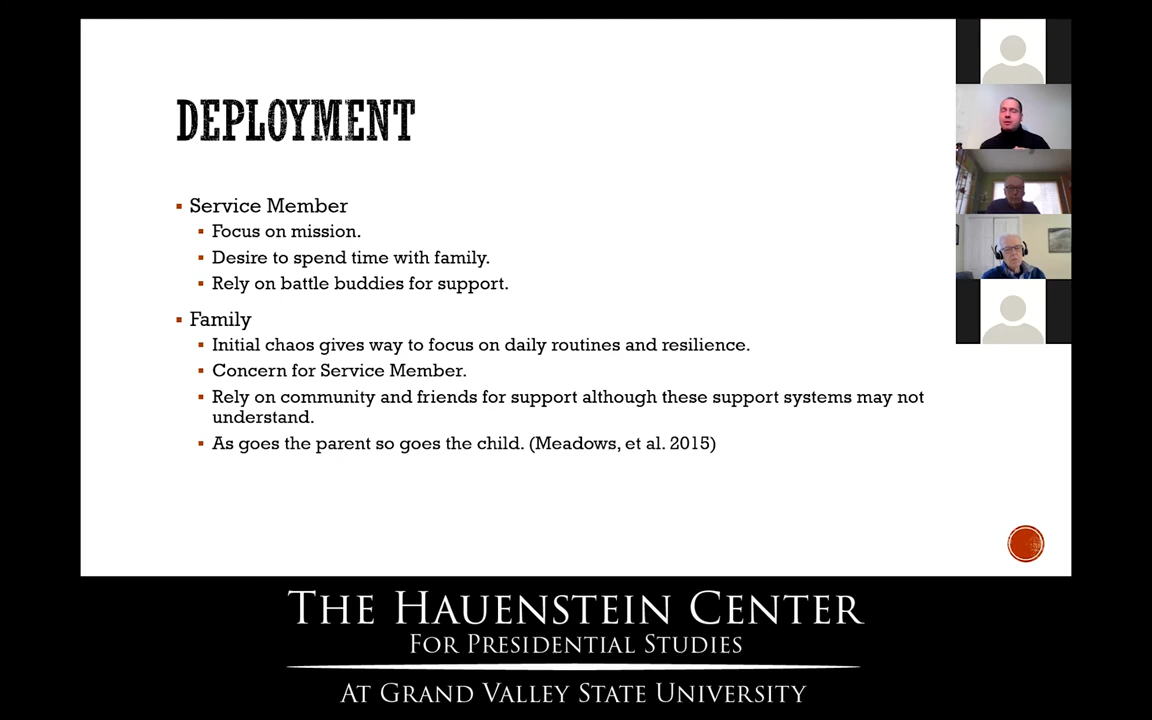 DEPLOYMENT
Service Member
Focus on mission.
Desire to spend time with family.
Rely on battle buddies for support.
Family
Initial chaos gives way to focus on daily routines and resilience.
Concern for Service Member.
Rely on community and friends for support although these support systems may not
understand.
As goes the parent so goes the child. (Meadows, et al. 2015)
THE HAUENSTEIN CENTER
FOR PRESIDENTIAL STUDIES
AT GRAND VALLEY STATE UNIVERSITY